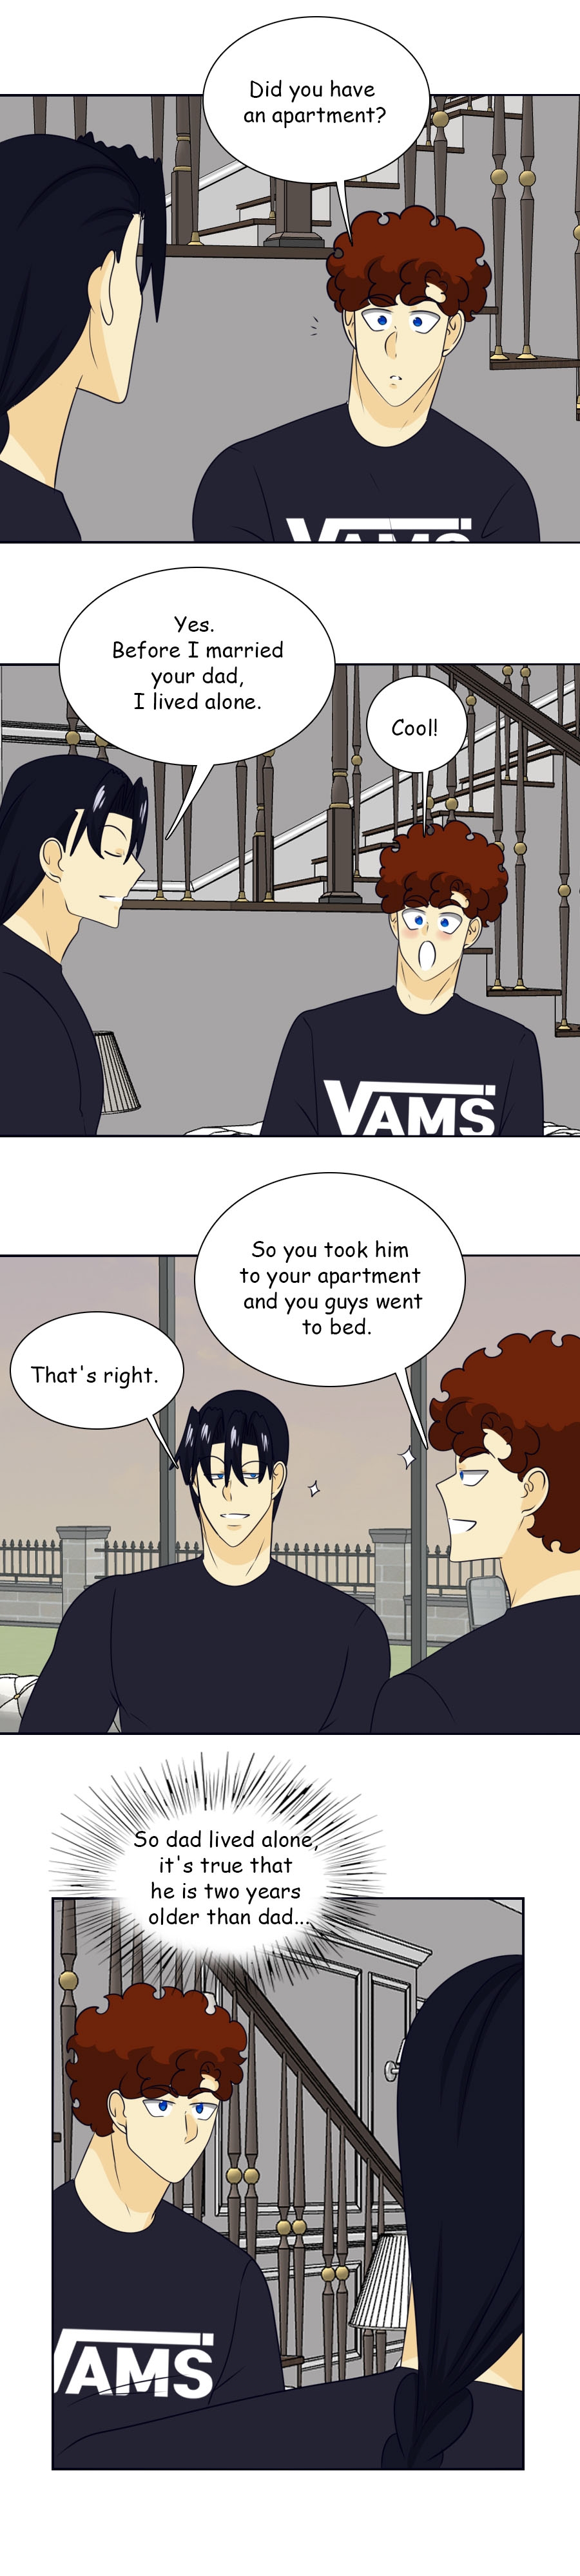 Did you have
an apartment?
VAMS
Yes.
Before I married
your dad,
I lived alone.
Cool!
VAMS
So you took him
to your apartment
and you guys went
to bed.
That's right.
So dad lived alone,
it's true that
he is two years
older than dad...
VAMS